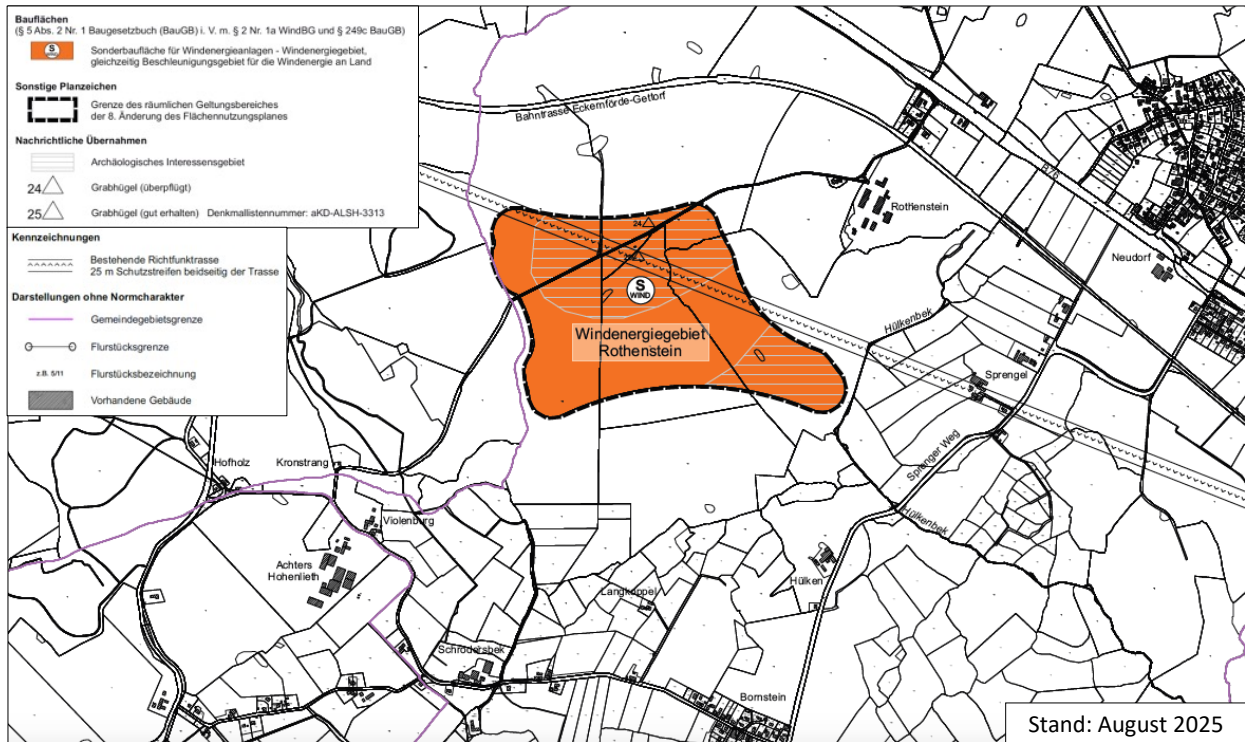 Bauflächen
(§ 5 Abs. 2 Nr. 1 Baugesetzbuch (BauGB) i. V. m. § 2 Nr. 1a WindBG und § 249c BauGB)
S
WIND
Sonderbaufläche für Windenergieanlagen - Windenergiegebiet,
gleichzeitig Beschleunigungsgebiet für die Windenergie an Land
Sonstige Planzeichen
Grenze des räumlichen Geltungsbereiches
der 8. Änderung des Flächennutzungsplanes
Nachrichtliche Übernahmen
Archäologisches Interessensgebiet
24 Grabhügel (überpflügt)
25 Grabhügel (gut erhalten) Denkmallistennummer: aKD-ALSH-3313
Kennzeichnungen
Bestehende Richtfunktrasse
25 m Schutzstreifen beidseitig der Trasse
Darstellungen ohne Normcharakter
Gemeindegebietsgrenze
Flurstücksgrenze
z.B. 5/11 Flurstücksbezeichnung
Vorhandene Gebäude
Bahntrasse Eckernförde-Gettorf
B76
Rothenstein
24
Neudorf
S
WIND
Hülkenbek
Windenergiegebiet
Rothenstein
Sprengel
Sprenger Weg
Hofholz
Kronstrang
Hülkenbek
Violenburg
Achters
Hohenlieth
Hülken
Langkoppel
Schrödersbek
Bornstein
Stand: August 2025